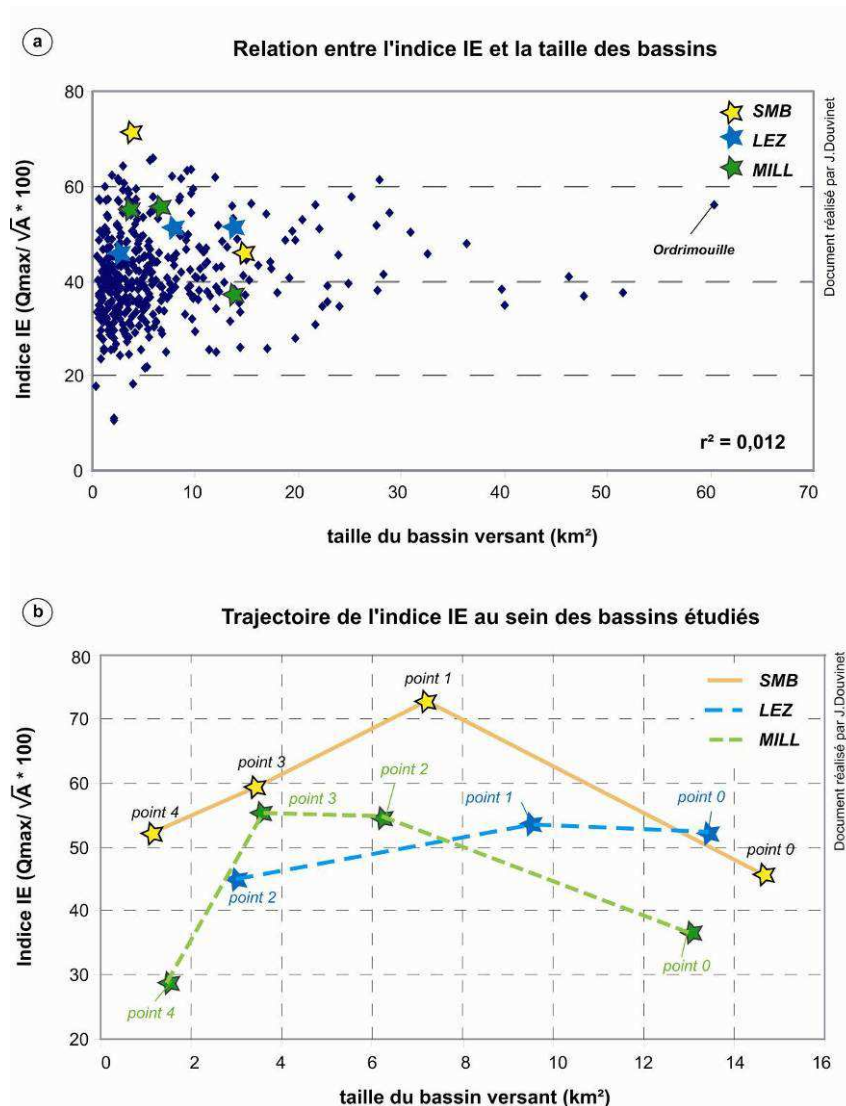 a
Relation entre l'indice IE et la taille des bassins
80
60
40
20
0
Indice IE (Qmax/ √A * 100)
SMB
LEZ
MILL
Ordrimouille
r² = 0,012
0 10 20 30 40 50 60 70
taille du bassin versant (km²)
Document réalisé par J.Douvinet
b
Trajectoire de l'indice IE au sein des bassins étudiés
80
70
60
50
40
30
20
Indice IE (Qmax/ √A * 100)
point 1
SMB
LEZ
MILL
point 3
point 2
point 3
point 4
point 1
point 0
point 0
point 2
point 0
point 4
0 2 4 6 8 10 12 14 16
taille du bassin versant (km²)
Document réalisé par J.Douvinet